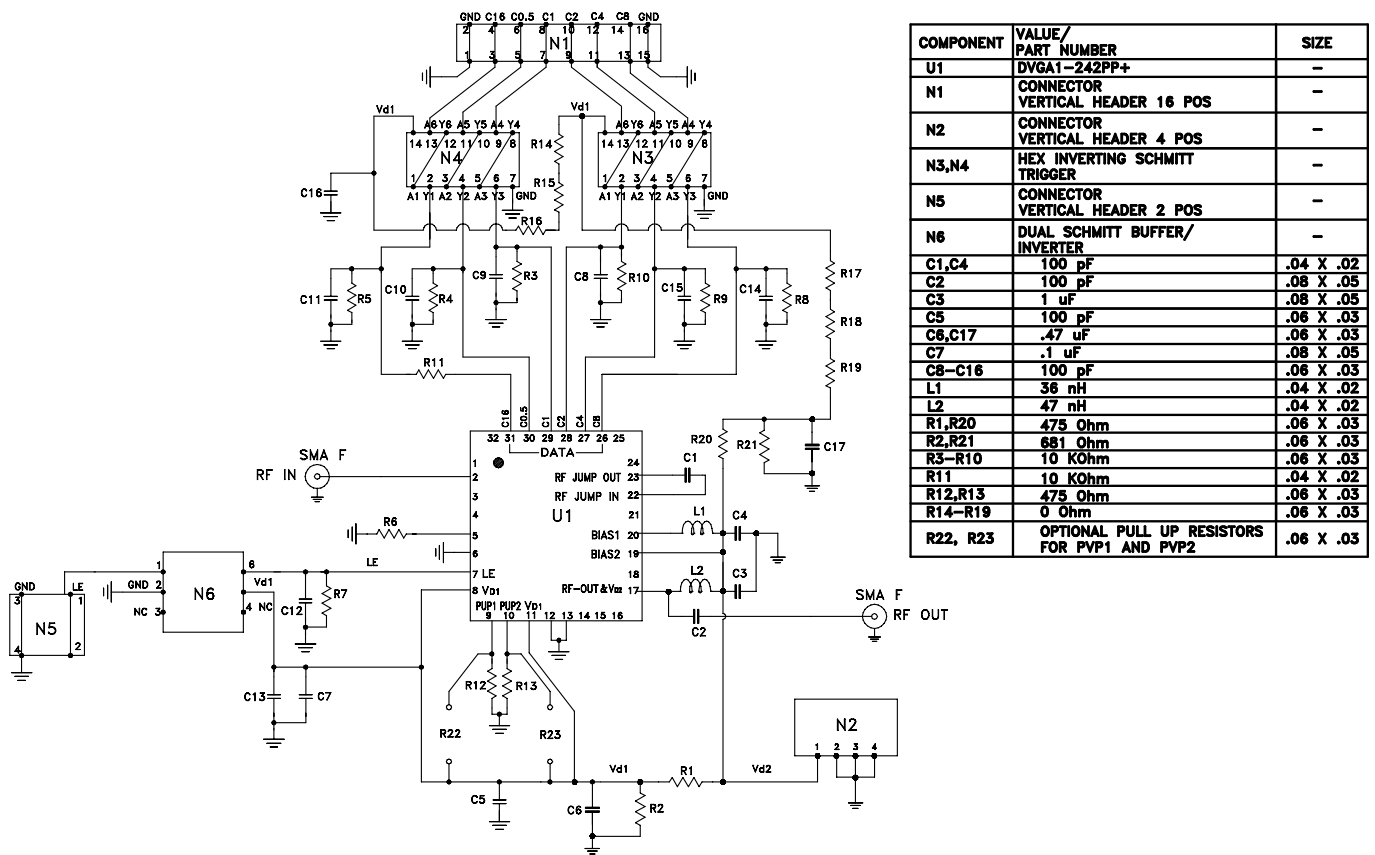 GND C16 C0.5 C1 C2 C4 C8 GND
2 4 6 8 10 12 14 16
N1
1 3 5 7 9 11 13 15
Vd1
Vd1
A6 Y6 A5 Y5 A4 Y4
14 13 12 11 10 9 8
N4
1 2 3 4 5 6 7
A1 Y1 A2 Y2 A3 Y3
GND
A6 Y6 A5 Y5 A4 Y4
14 13 12 11 10 9 8
N3
1 2 3 4 5 6 7
A1 Y1 A2 Y2 A3 Y3
GND
R14
R15
R16
C16
C11 R5 C10 R4 C9 R3 C8 R10 C15 R9 C14 R8
R17
R18
R19
R11
C16 C0.5 C1 C2 C4 C8
32 31 30 29 28 27 26 25
DATA
R20 R21 C17
SMA F
RF IN
1
2
3
4
5
6
7 LE
8 VD1
U1
24
RF JUMP OUT 23
RF JUMP IN 22
21
BIAS1 20
BIAS2 19
18
RF-OUT&VD2 17
PUP1 PUP2 VD1
9 10 11 12 13 14 15 16
C1
L1 C4
L2 C3
C2
SMA F
RF OUT
R6
LE
GND LE
3 1
N5
4 2
1 6
GND 2 Vd1
N6
NC 3 4 NC
C12 R7
C13 C7
R12 R13
R22 R23
Vd1 R1 Vd2
C5 C6 R2
N2
1 2 3 4
COMPONENT VALUE/ PART NUMBER SIZE
U1 DVGA1-242PP+ -
N1 CONNECTOR VERTICAL HEADER 16 POS -
N2 CONNECTOR VERTICAL HEADER 4 POS -
N3,N4 HEX INVERTING SCHMITT TRIGGER -
N5 CONNECTOR VERTICAL HEADER 2 POS -
N6 DUAL SCHMITT BUFFER/ INVERTER -
C1,C4 100 pF .04 X .02
C2 100 pF .08 X .05
C3 1 uF .08 X .05
C5 100 pF .06 X .03
C6,C17 .47 uF .06 X .03
C7 .1 uF .08 X .05
C8-C16 100 pF .06 X .03
L1 36 nH .04 X .02
L2 47 nH .04 X .02
R1,R20 475 Ohm .06 X .03
R2,R21 681 Ohm .06 X .03
R3-R10 10 KOhm .06 X .03
R11 10 KOhm .04 X .02
R12,R13 475 Ohm .06 X .03
R14-R19 0 Ohm .06 X .03
R22, R23 OPTIONAL PULL UP RESISTORS FOR PVP1 AND PVP2 .06 X .03